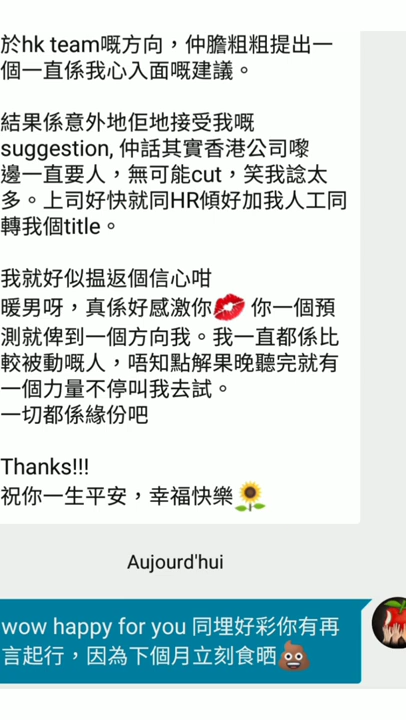 於hk team嘅方向，仲膽粗粗提出一
個一直係我心入面嘅建議。
結果係意外地佢地接受我嘅
suggestion, 仲話其實香港公司嚟
邊一直要人，無可能cut，笑我諗太
多。上司好快就同HR傾好加我人工同
轉我個title。
我就好似搵返個信心咁
暖男呀，真係好感激你💋 你一個預
測就俾到一個方向我。我一直都係比
較被動嘅人，唔知點解果晚聽完就有
一個力量不停叫我去試。
一切都係緣份吧
Thanks!!!
祝你一生平安，幸福快樂🌻
Aujourd'hui
wow happy for you 同埋好彩你有再
言起行，因為下個月立刻食晒💩